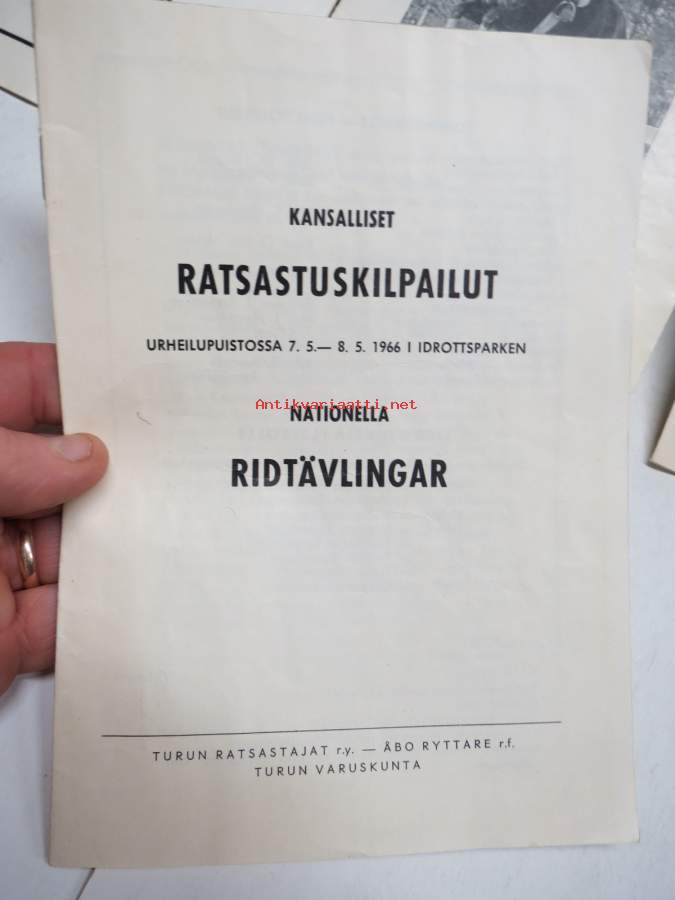 KANSALLISET
RATSASTUSKILPAILUT
URHEILUPUISTOSSA 7. 5.— 8. 5. 1966 I IDROTTSPARKEN
Antikvariaatti.net
NATIONELLA
RIDTÄVLINGAR
TURUN RATSASTAJAT r.y. — ÅBO RYTTARE r.f.
TURUN VARUSKUNTA